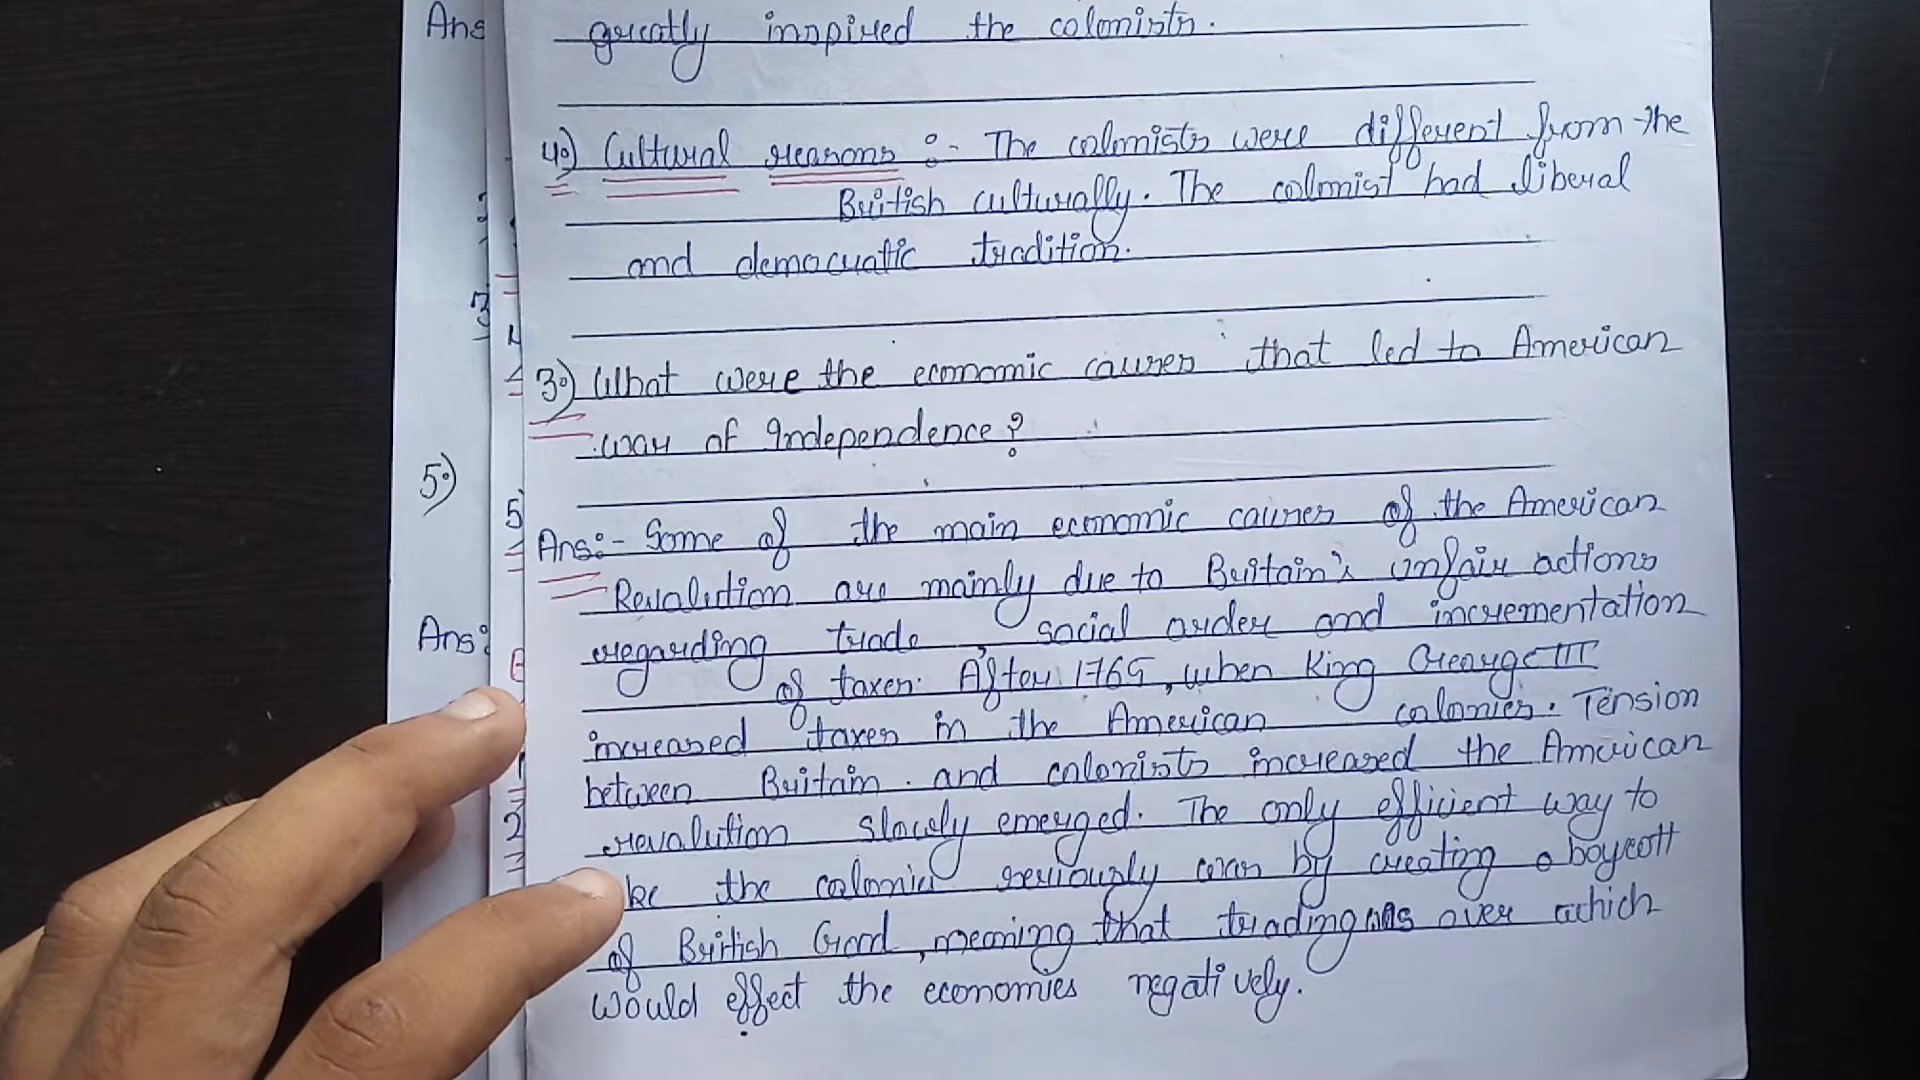 Ans
greatly inspired the colonists.
4) Cultural reasons :- The colonists were different from the
British culturally. The colonist had liberal
and democratic tradition.
3) What were the economic causes that led to American
war of Independence?
5)
Ans:- Some of the main economic causes of the American
Revolution are mainly due to Britain's unfair actions
regarding trade social order and incrementation
of taxes. After 1765, when King George III
increased taxes in the American colonies. Tension
between Britain and colonists increased the American
revolution slowly emerged. The only efficient way to
the colonies seriously was by creating a boycott
of British Good, meaning that trading was over which
would effect the economies negatively.
Ans: